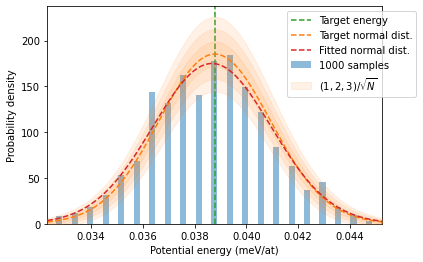 Target energy
Target normal dist.
Fitted normal dist.
1000 samples
(1, 2, 3)/√N
Probability density
200
150
100
50
0
0.034
0.036
0.038
0.040
0.042
0.044
Potential energy (meV/at)